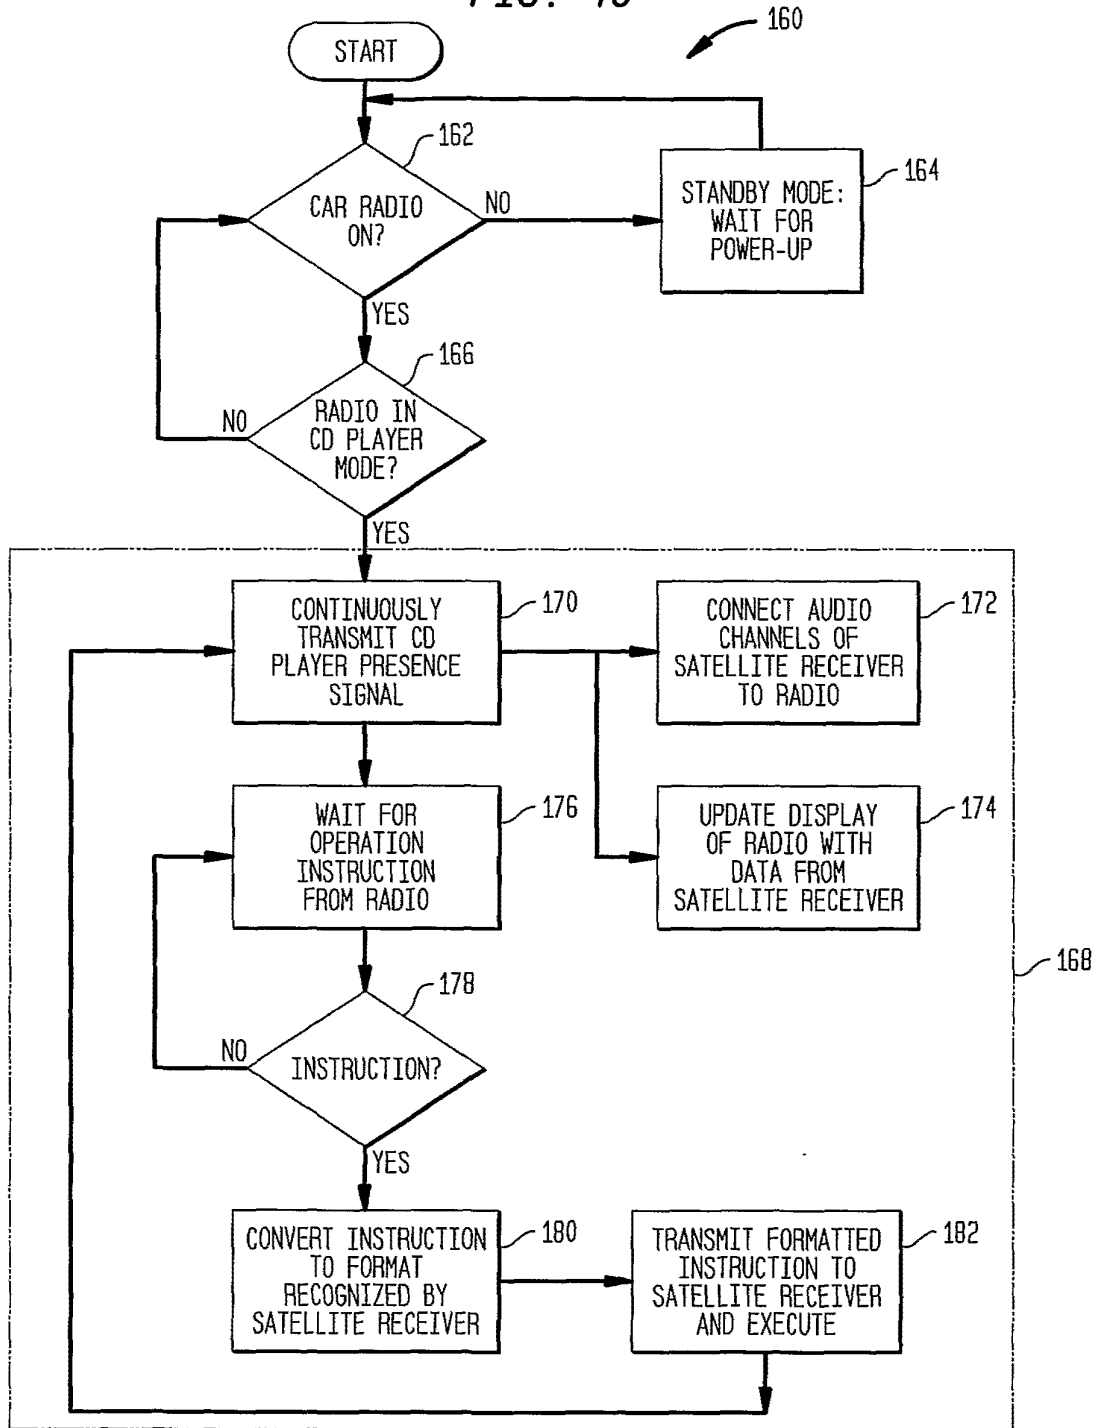 160
START
162
CAR RADIO
ON?
NO
YES
164
STANDBY MODE:
WAIT FOR
POWER-UP
166
RADIO IN
CD PLAYER
MODE?
NO
YES
168
170
CONTINUOUSLY
TRANSMIT CD
PLAYER PRESENCE
SIGNAL
172
CONNECT AUDIO
CHANNELS OF
SATELLITE RECEIVER
TO RADIO
176
WAIT FOR
OPERATION
INSTRUCTION
FROM RADIO
174
UPDATE DISPLAY
OF RADIO WITH
DATA FROM
SATELLITE RECEIVER
178
INSTRUCTION?
NO
YES
180
CONVERT INSTRUCTION
TO FORMAT
RECOGNIZED BY
SATELLITE RECEIVER
182
TRANSMIT FORMATTED
INSTRUCTION TO
SATELLITE RECEIVER
AND EXECUTE